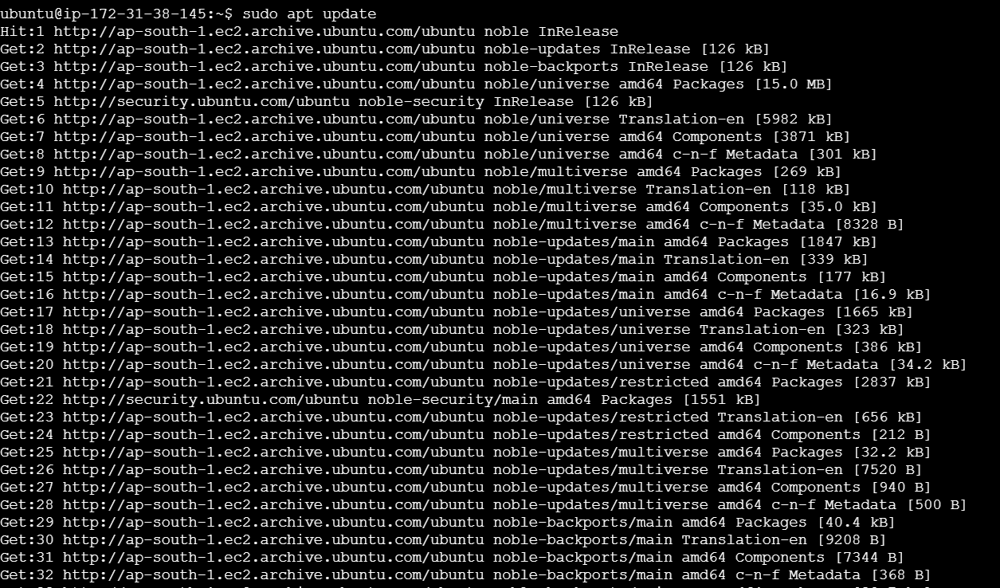 ubuntu@ip-172-31-38-145:~$ sudo apt update
Hit:1 http://ap-south-1.ec2.archive.ubuntu.com/ubuntu noble InRelease
Get:2 http://ap-south-1.ec2.archive.ubuntu.com/ubuntu noble-updates InRelease [126 kB]
Get:3 http://ap-south-1.ec2.archive.ubuntu.com/ubuntu noble-backports InRelease [126 kB]
Get:4 http://ap-south-1.ec2.archive.ubuntu.com/ubuntu noble/universe amd64 Packages [15.0 MB]
Get:5 http://security.ubuntu.com/ubuntu noble-security InRelease [126 kB]
Get:6 http://ap-south-1.ec2.archive.ubuntu.com/ubuntu noble/universe Translation-en [5982 kB]
Get:7 http://ap-south-1.ec2.archive.ubuntu.com/ubuntu noble/universe amd64 Components [3871 kB]
Get:8 http://ap-south-1.ec2.archive.ubuntu.com/ubuntu noble/universe amd64 c-n-f Metadata [301 kB]
Get:9 http://ap-south-1.ec2.archive.ubuntu.com/ubuntu noble/multiverse amd64 Packages [269 kB]
Get:10 http://ap-south-1.ec2.archive.ubuntu.com/ubuntu noble/multiverse Translation-en [118 kB]
Get:11 http://ap-south-1.ec2.archive.ubuntu.com/ubuntu noble/multiverse amd64 Components [35.0 kB]
Get:12 http://ap-south-1.ec2.archive.ubuntu.com/ubuntu noble/multiverse amd64 c-n-f Metadata [8328 B]
Get:13 http://ap-south-1.ec2.archive.ubuntu.com/ubuntu noble-updates/main amd64 Packages [1847 kB]
Get:14 http://ap-south-1.ec2.archive.ubuntu.com/ubuntu noble-updates/main Translation-en [339 kB]
Get:15 http://ap-south-1.ec2.archive.ubuntu.com/ubuntu noble-updates/main amd64 Components [177 kB]
Get:16 http://ap-south-1.ec2.archive.ubuntu.com/ubuntu noble-updates/main amd64 c-n-f Metadata [16.9 kB]
Get:17 http://ap-south-1.ec2.archive.ubuntu.com/ubuntu noble-updates/universe amd64 Packages [1665 kB]
Get:18 http://ap-south-1.ec2.archive.ubuntu.com/ubuntu noble-updates/universe Translation-en [323 kB]
Get:19 http://ap-south-1.ec2.archive.ubuntu.com/ubuntu noble-updates/universe amd64 Components [386 kB]
Get:20 http://ap-south-1.ec2.archive.ubuntu.com/ubuntu noble-updates/universe amd64 c-n-f Metadata [34.2 kB]
Get:21 http://ap-south-1.ec2.archive.ubuntu.com/ubuntu noble-updates/restricted amd64 Packages [2837 kB]
Get:22 http://security.ubuntu.com/ubuntu noble-security/main amd64 Packages [1551 kB]
Get:23 http://ap-south-1.ec2.archive.ubuntu.com/ubuntu noble-updates/restricted Translation-en [656 kB]
Get:24 http://ap-south-1.ec2.archive.ubuntu.com/ubuntu noble-updates/restricted amd64 Components [212 B]
Get:25 http://ap-south-1.ec2.archive.ubuntu.com/ubuntu noble-updates/multiverse amd64 Packages [32.2 kB]
Get:26 http://ap-south-1.ec2.archive.ubuntu.com/ubuntu noble-updates/multiverse Translation-en [7520 B]
Get:27 http://ap-south-1.ec2.archive.ubuntu.com/ubuntu noble-updates/multiverse amd64 Components [940 B]
Get:28 http://ap-south-1.ec2.archive.ubuntu.com/ubuntu noble-updates/multiverse amd64 c-n-f Metadata [500 B]
Get:29 http://ap-south-1.ec2.archive.ubuntu.com/ubuntu noble-backports/main amd64 Packages [40.4 kB]
Get:30 http://ap-south-1.ec2.archive.ubuntu.com/ubuntu noble-backports/main Translation-en [9208 B]
Get:31 http://ap-south-1.ec2.archive.ubuntu.com/ubuntu noble-backports/main amd64 Components [7344 B]
Get:32 http://ap-south-1.ec2.archive.ubuntu.com/ubuntu noble-backports/main amd64 c-n-f Metadata [368 B]